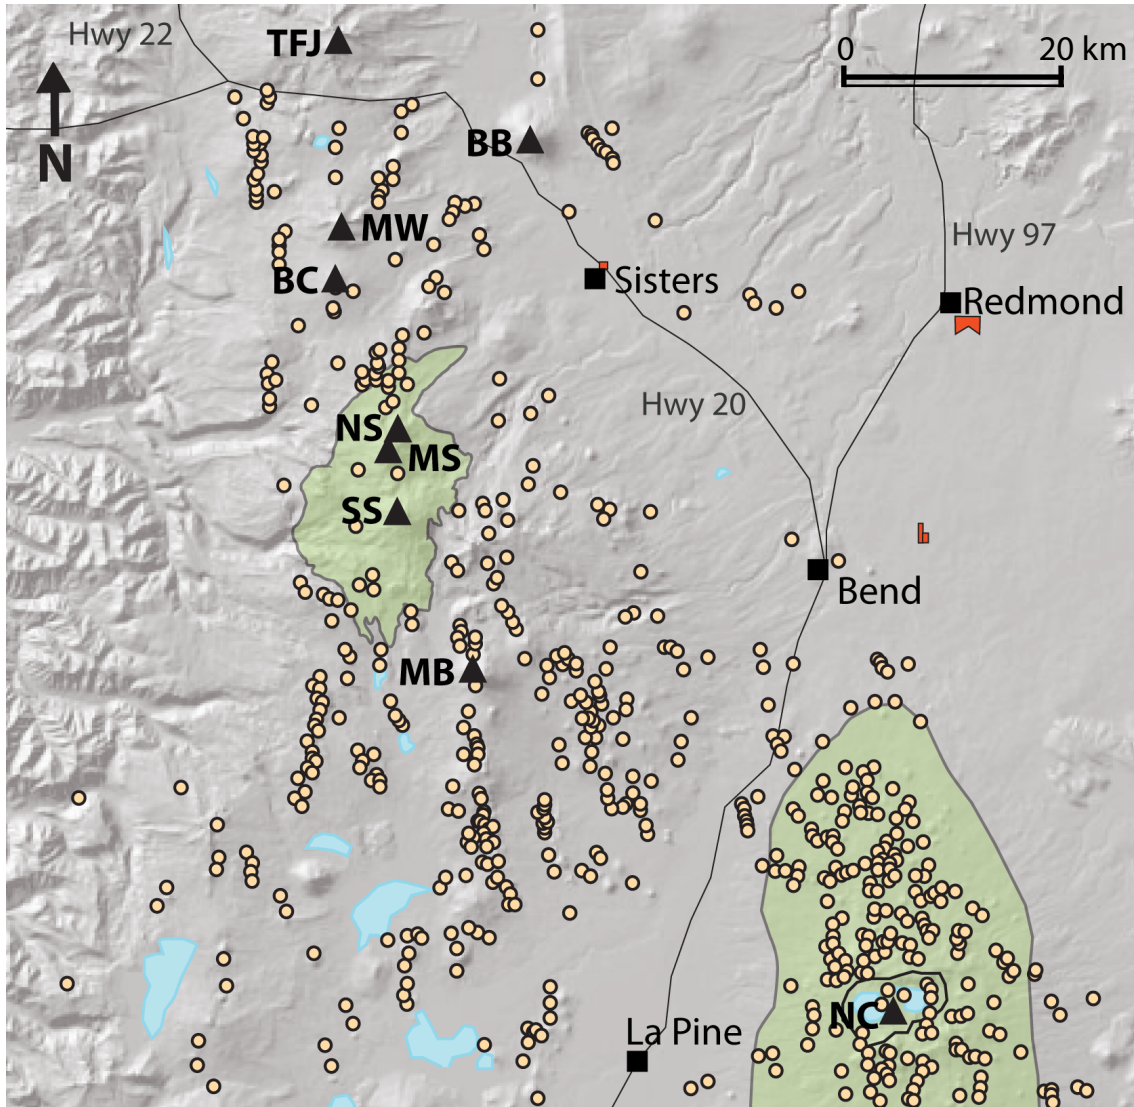 Hwy 22
TFJ
0 20 km
N
BB
MW
Hwy 97
BC
Sisters
Redmond
Hwy 20
NS
MS
SS
Bend
MB
NC
La Pine